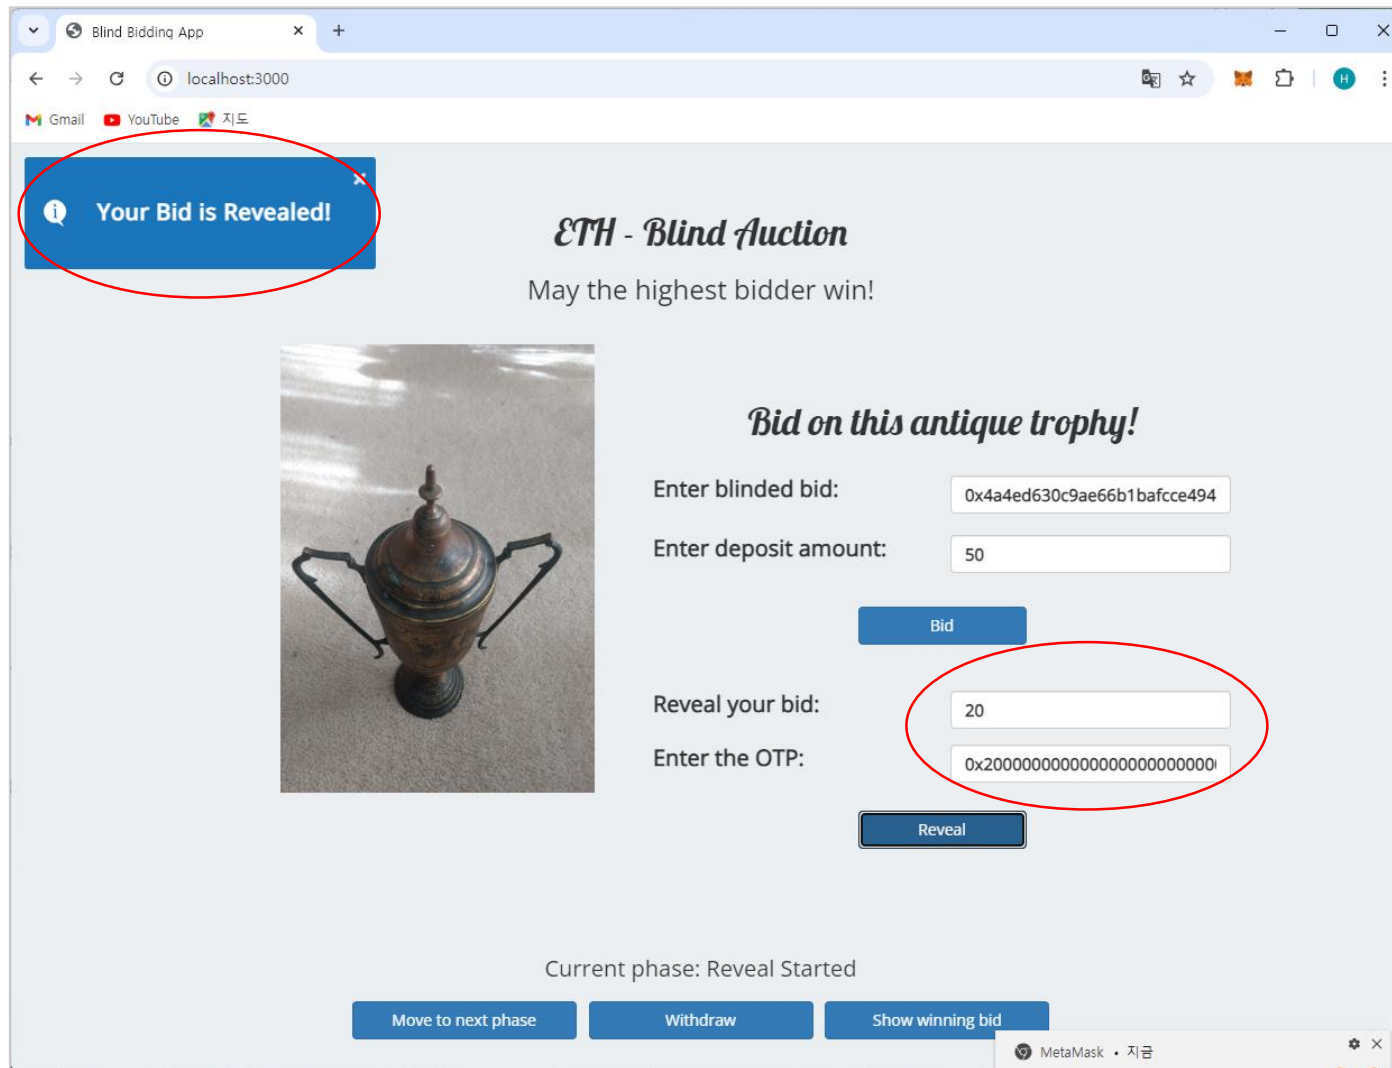 Blind Bidding App
localhost:3000
Gmail YouTube 지도
Your Bid is Revealed!
ETH - Blind Auction
May the highest bidder win!
Bid on this antique trophy!
Enter blinded bid: 0x4a4ed630c9ae66b1bafcce494
Enter deposit amount: 50
Bid
Reveal your bid: 20
Enter the OTP: 0x2000000000000000000000000
Reveal
Current phase: Reveal Started
Move to next phase Withdraw Show winning bid
MetaMask • 지금